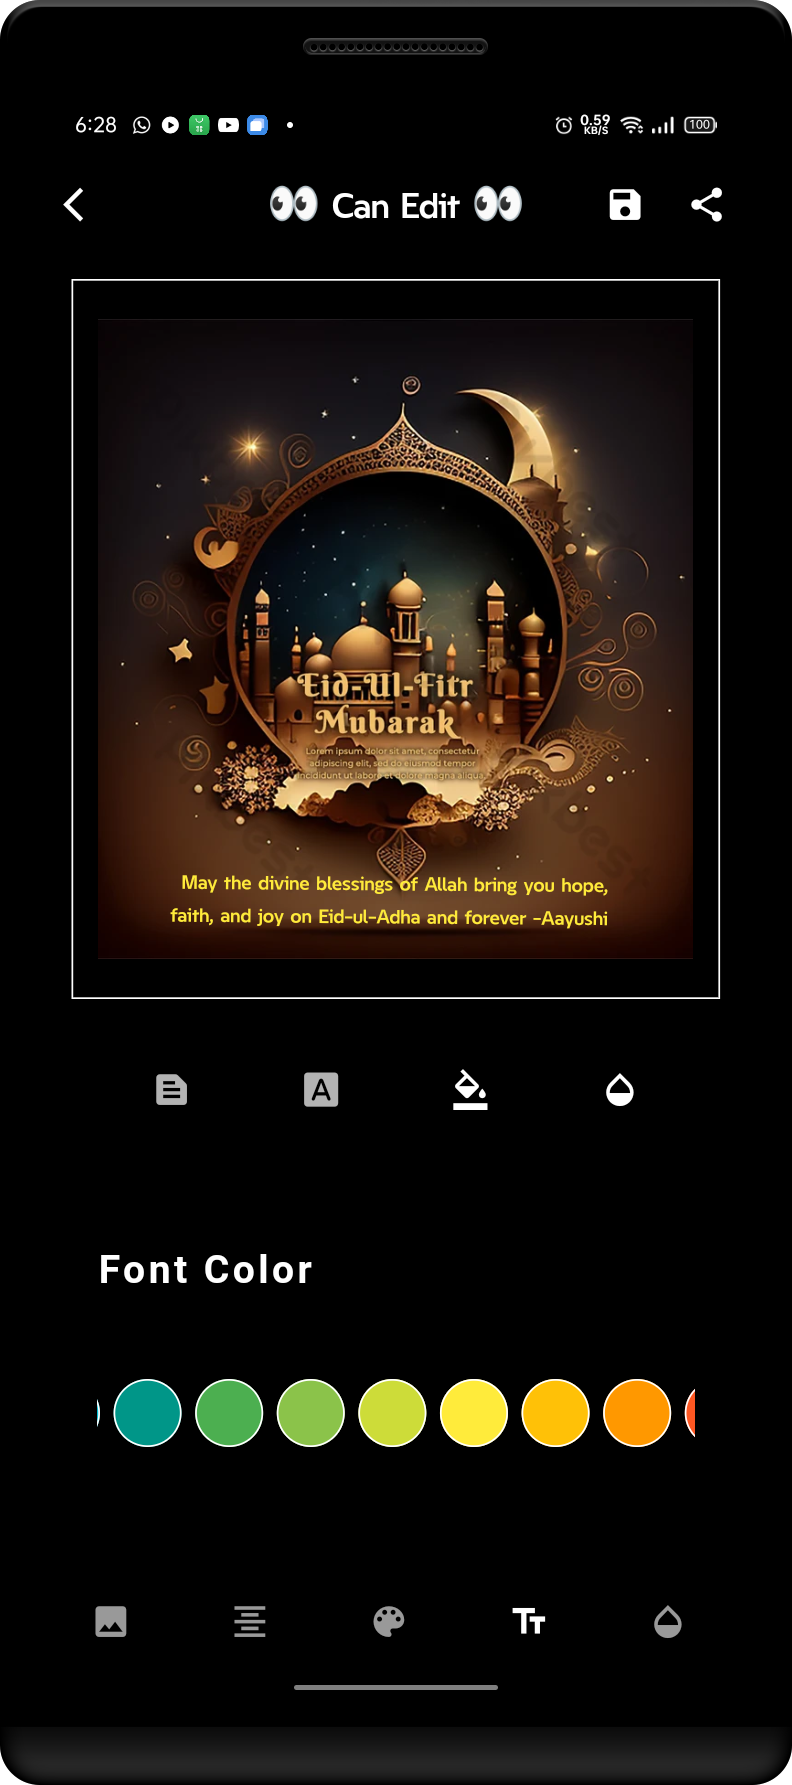 6:28
0.59
KB/S
100
👀 Can Edit 👀
Eid-Ul-Fitr
Mubarak
Lorem ipsum dolor sit amet, consectetur
adipiscing elit, sed do eiusmod tempor
incididunt ut labore et dolore magna aliqua.
May the divine blessings of Allah bring you hope,
faith, and joy on Eid-ul-Adha and forever -Aayushi
A
Font Color
Tт